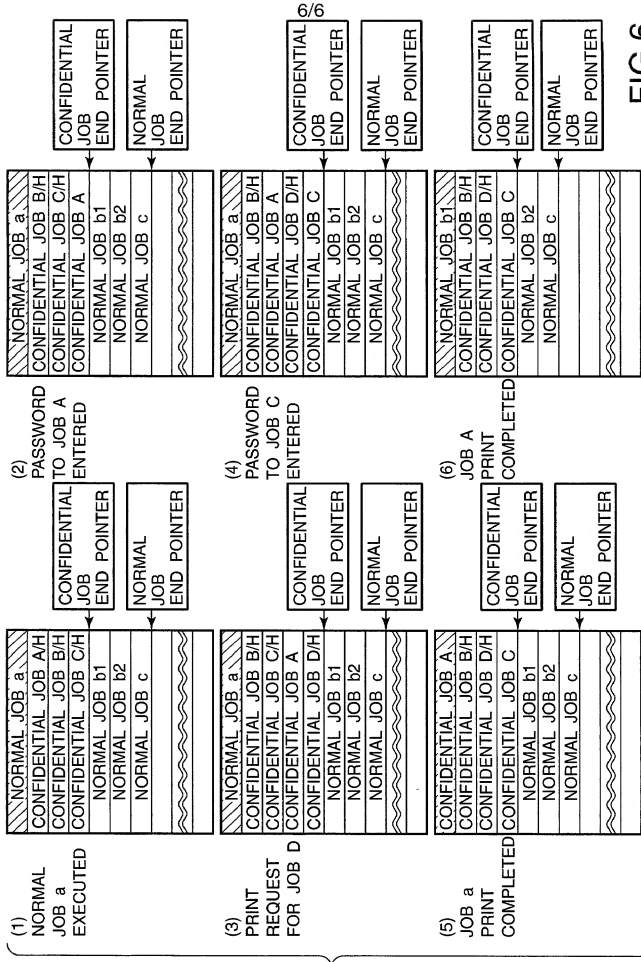 6/6
(1)
NORMAL
JOB a
EXECUTED
NORMAL JOB a
CONFIDENTIAL JOB A/H
CONFIDENTIAL JOB B/H
CONFIDENTIAL JOB C/H
NORMAL JOB b1
NORMAL JOB b2
NORMAL JOB c
CONFIDENTIAL
JOB
END POINTER
NORMAL
JOB
END POINTER
(2)
PASSWORD
TO JOB A
ENTERED
NORMAL JOB a
CONFIDENTIAL JOB B/H
CONFIDENTIAL JOB C/H
CONFIDENTIAL JOB A
NORMAL JOB b1
NORMAL JOB b2
NORMAL JOB c
CONFIDENTIAL
JOB
END POINTER
NORMAL
JOB
END POINTER
(3)
PRINT
REQUEST
FOR JOB D
NORMAL JOB a
CONFIDENTIAL JOB B/H
CONFIDENTIAL JOB C/H
CONFIDENTIAL JOB A
CONFIDENTIAL JOB D/H
NORMAL JOB b1
NORMAL JOB b2
NORMAL JOB c
CONFIDENTIAL
JOB
END POINTER
NORMAL
JOB
END POINTER
(4)
PASSWORD
TO JOB C
ENTERED
NORMAL JOB a
CONFIDENTIAL JOB B/H
CONFIDENTIAL JOB A
CONFIDENTIAL JOB D/H
CONFIDENTIAL JOB C
NORMAL JOB b1
NORMAL JOB b2
NORMAL JOB c
CONFIDENTIAL
JOB
END POINTER
NORMAL
JOB
END POINTER
(5)
JOB a
PRINT
COMPLETED
CONFIDENTIAL JOB A
CONFIDENTIAL JOB B/H
CONFIDENTIAL JOB D/H
CONFIDENTIAL JOB C
NORMAL JOB b1
NORMAL JOB b2
NORMAL JOB c
CONFIDENTIAL
JOB
END POINTER
NORMAL
JOB
END POINTER
(6)
JOB A
PRINT
COMPLETED
NORMAL JOB b1
CONFIDENTIAL JOB B/H
CONFIDENTIAL JOB D/H
CONFIDENTIAL JOB C
NORMAL JOB b2
NORMAL JOB c
CONFIDENTIAL
JOB
END POINTER
NORMAL
JOB
END POINTER
FIG.6